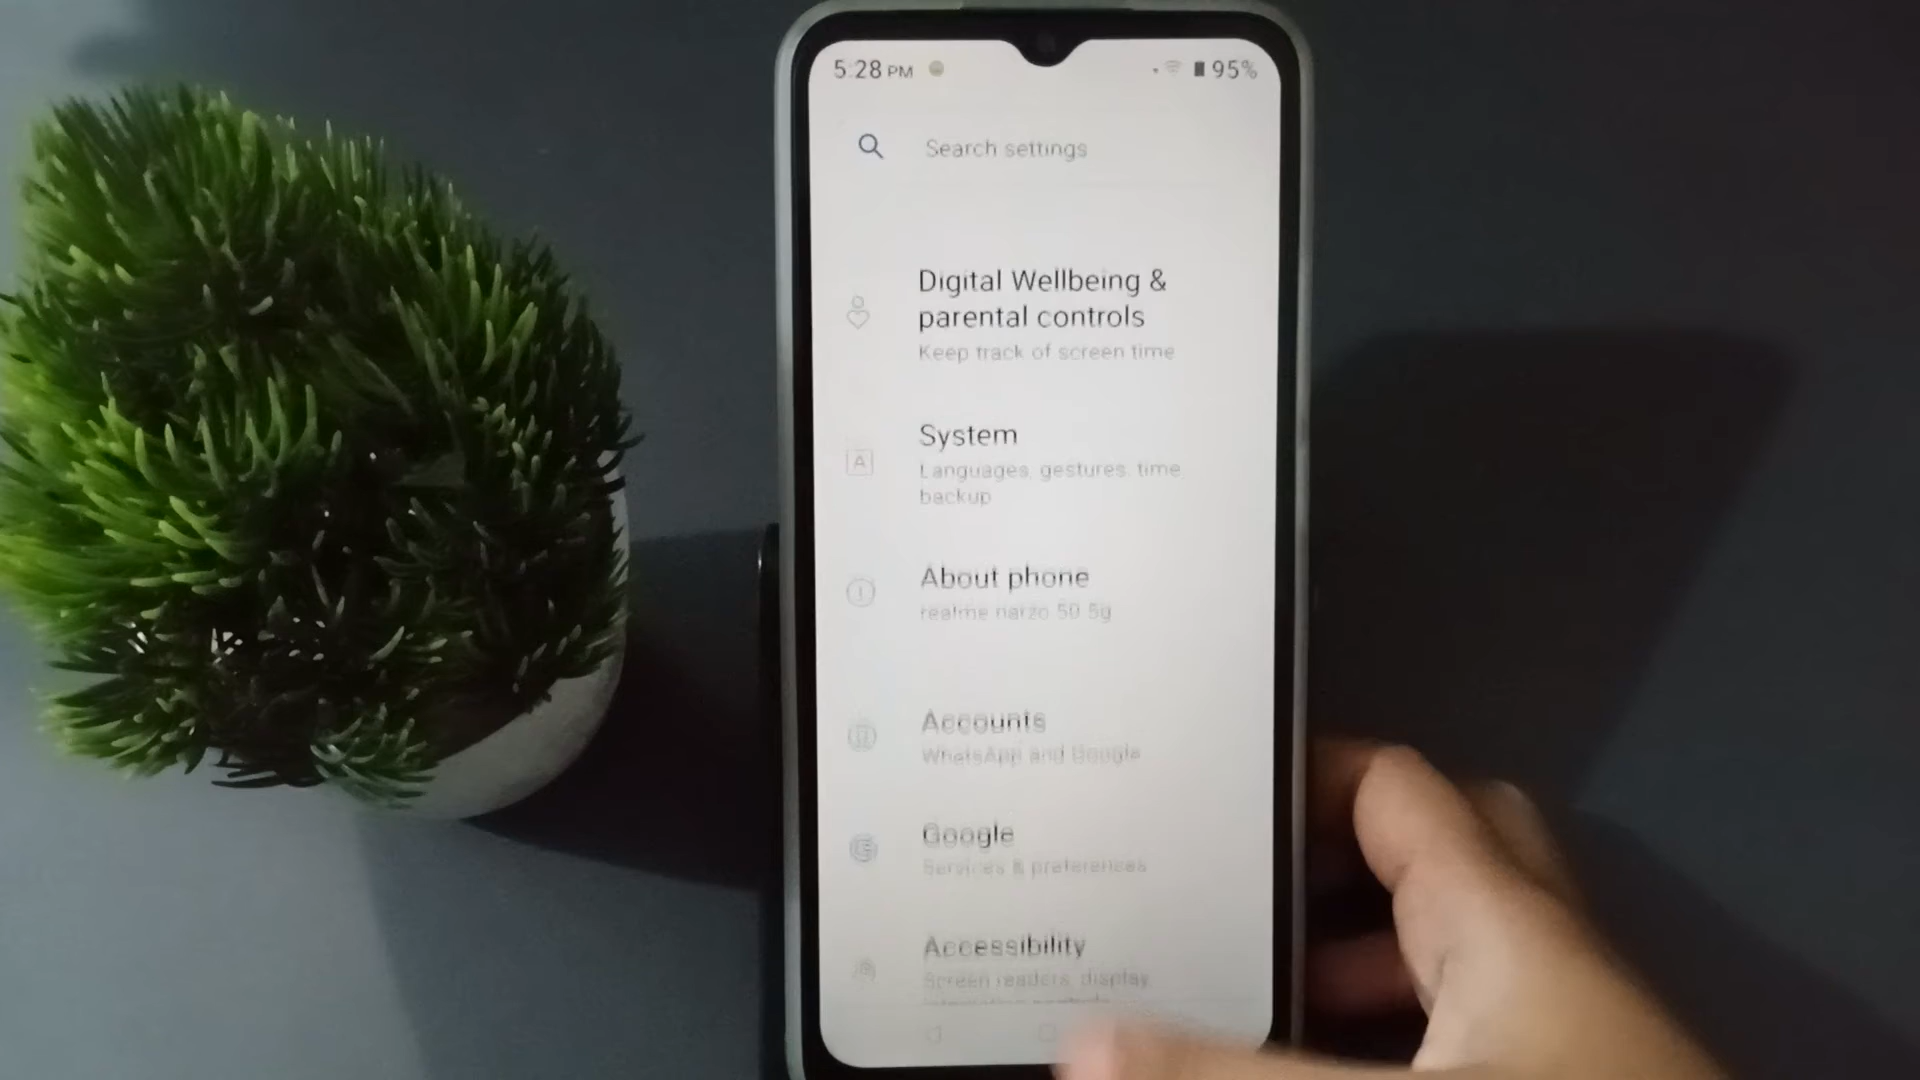 5:28 PM 95%
Search settings
Digital Wellbeing &
parental controls
Keep track of screen time
System
Languages, gestures, time
backup
About phone
realme narzo 50 5g
Accounts
WhatsApp and Google
Google
Services & preferences
Accessibility
Screen readers, display,